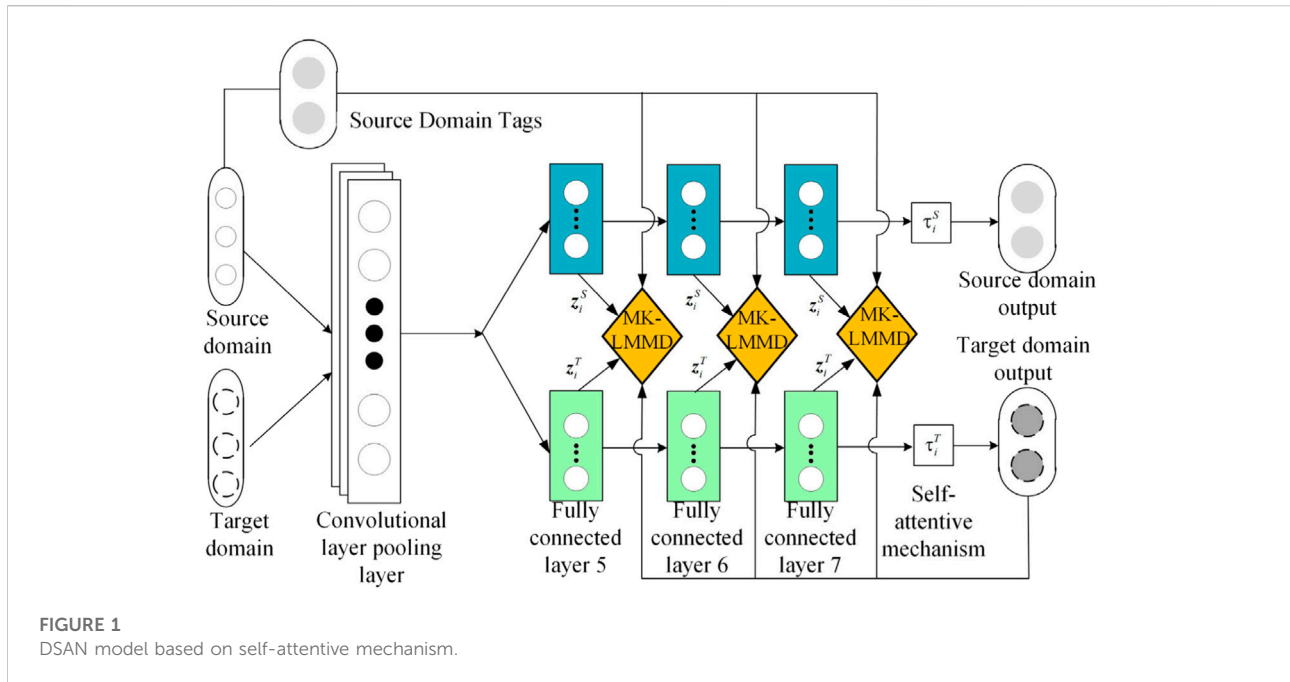 Source Domain Tags
Source
domain
Target
domain
Convolutional
layer pooling
layer
z_i^S
z_i^S
z_i^S
MK-
LMMD
MK-
LMMD
MK-
LMMD
z_i^T
z_i^T
z_i^T
Fully
connected
layer 5
Fully
connected
layer 6
Fully
connected
layer 7
τ_i^S
τ_i^T
Self-
attentive
mechanism
Source domain
output
Target domain
output
FIGURE 1
DSAN model based on self-attentive mechanism.